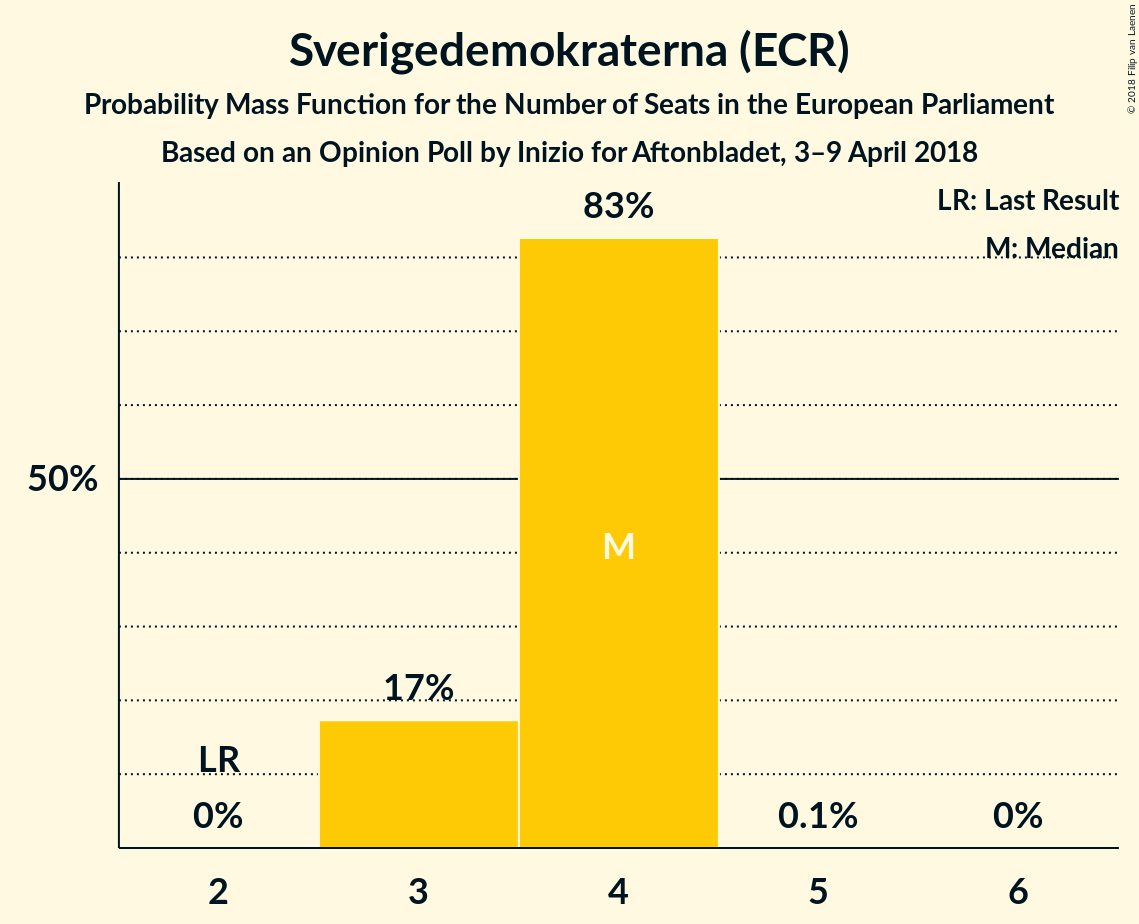 Sverigedemokraterna (ECR)
Probability Mass Function for the Number of Seats in the European Parliament
Based on an Opinion Poll by Inizio for Aftonbladet, 3–9 April 2018
© 2018 Filip van Laenen
LR: Last Result
M: Median
83%
50%
M
17%
LR
0%
0.1%
0%
2 3 4 5 6